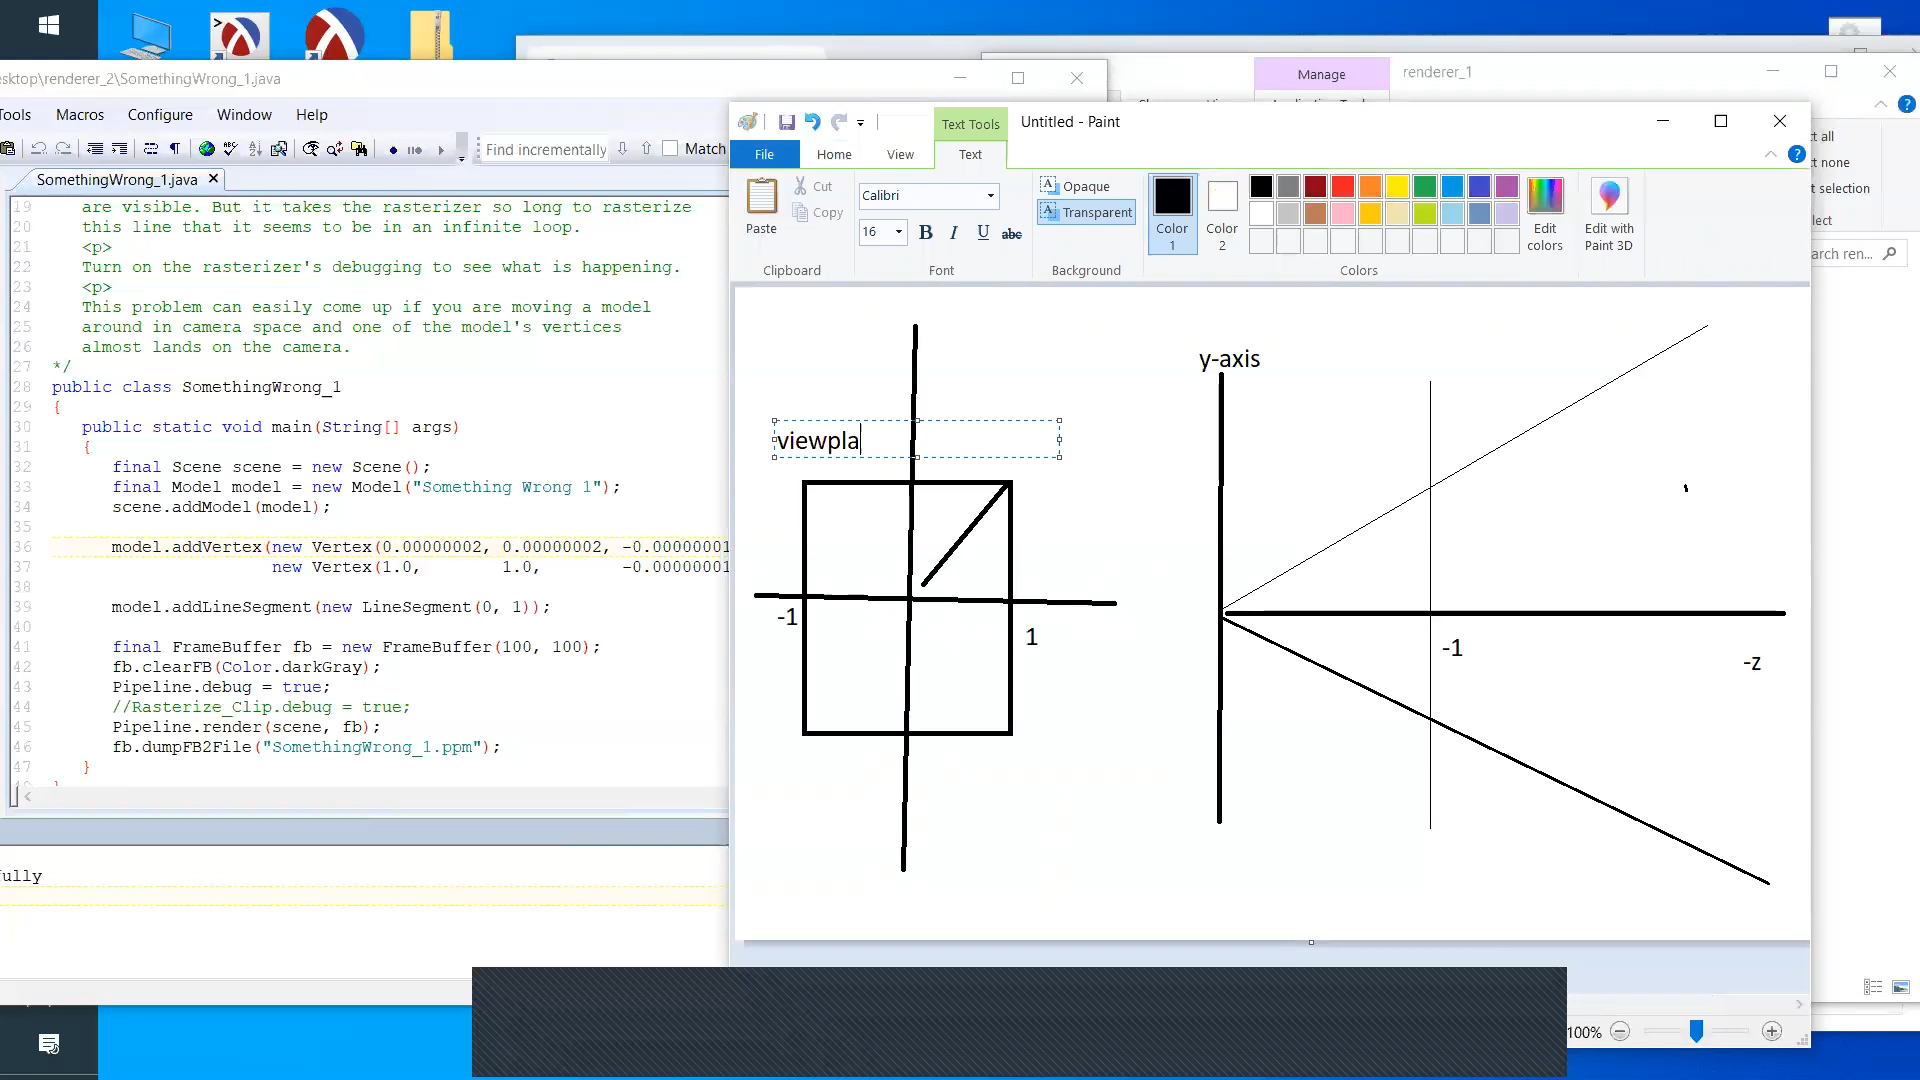 >
esktop\renderer_2\SomethingWrong_1.java
Tools Macros Configure Window Help
Find incrementally Match
SomethingWrong_1.java
19 are visible. But it takes the rasterizer so long to rasterize
20 this line that it seems to be in an infinite loop.
21 <p>
22 Turn on the rasterizer's debugging to see what is happening.
23 <p>
24 This problem can easily come up if you are moving a model
25 around in camera space and one of the model's vertices
26 almost lands on the camera.
27 */
28 public class SomethingWrong_1
29 {
30 public static void main(String[] args)
31 {
32 final Scene scene = new Scene();
33 final Model model = new Model("Something Wrong 1");
34 scene.addModel(model);
35
36 model.addVertex(new Vertex(0.00000002, 0.00000002, -0.00000001
37 new Vertex(1.0, 1.0, -0.00000001
38
39 model.addLineSegment(new LineSegment(0, 1));
40
41 final FrameBuffer fb = new FrameBuffer(100, 100);
42 fb.clearFB(Color.darkGray);
43 Pipeline.debug = true;
44 //Rasterize_Clip.debug = true;
45 Pipeline.render(scene, fb);
46 fb.dumpFB2File("SomethingWrong_1.ppm");
47 }
fully
Manage renderer_1
Text Tools Untitled - Paint
File Home View Text
Paste Cut Copy
Clipboard
Calibri
16 B I U abc
Font
Opaque
Transparent
Background
Color 1
Color 2
Edit colors
Edit with Paint 3D
Colors
ct all
ct none
ct selection
lect
arch ren...
viewpla
-1
1
y-axis
-1
-z
100%